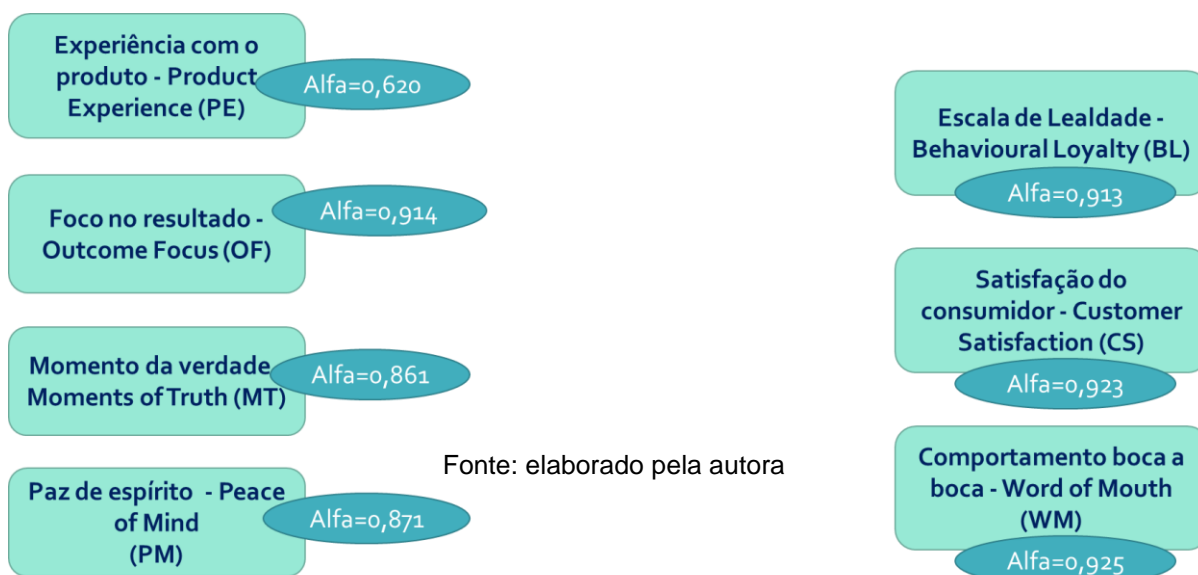 Experiência com o
produto - Product
Experience (PE)
Alfa=0,620
Foco no resultado -
Outcome Focus (OF)
Alfa=0,914
Momento da verdade
Moments of Truth (MT)
Alfa=0,861
Paz de espírito - Peace
of Mind
(PM)
Alfa=0,871
Fonte: elaborado pela autora
Escala de Lealdade -
Behavioural Loyalty (BL)
Alfa=0,913
Satisfação do
consumidor - Customer
Satisfaction (CS)
Alfa=0,923
Comportamento boca a
boca - Word of Mouth
(WM)
Alfa=0,925